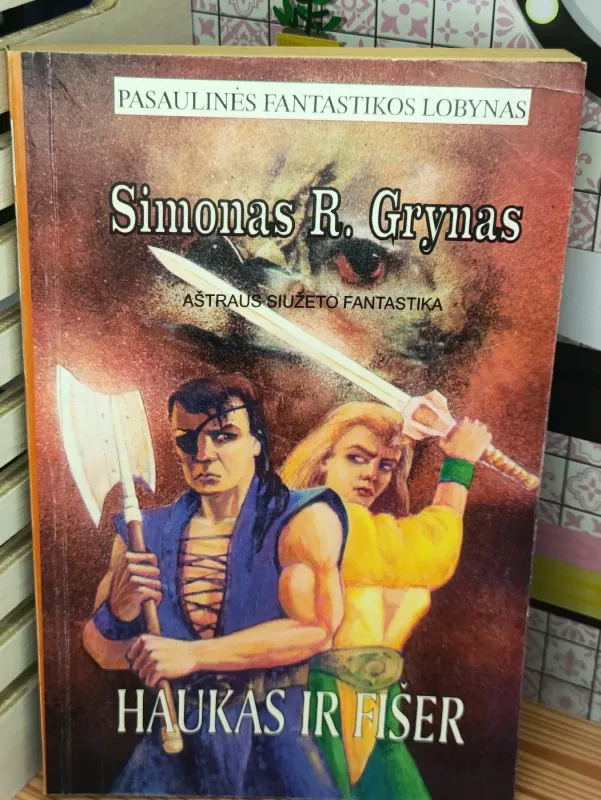 PASAULINĖS FANTASTIKOS LOBYNAS
Simonas R. Grynas
AŠTRAUS SIUŽETO FANTASTIKA
HAUKAS IR FIŠER